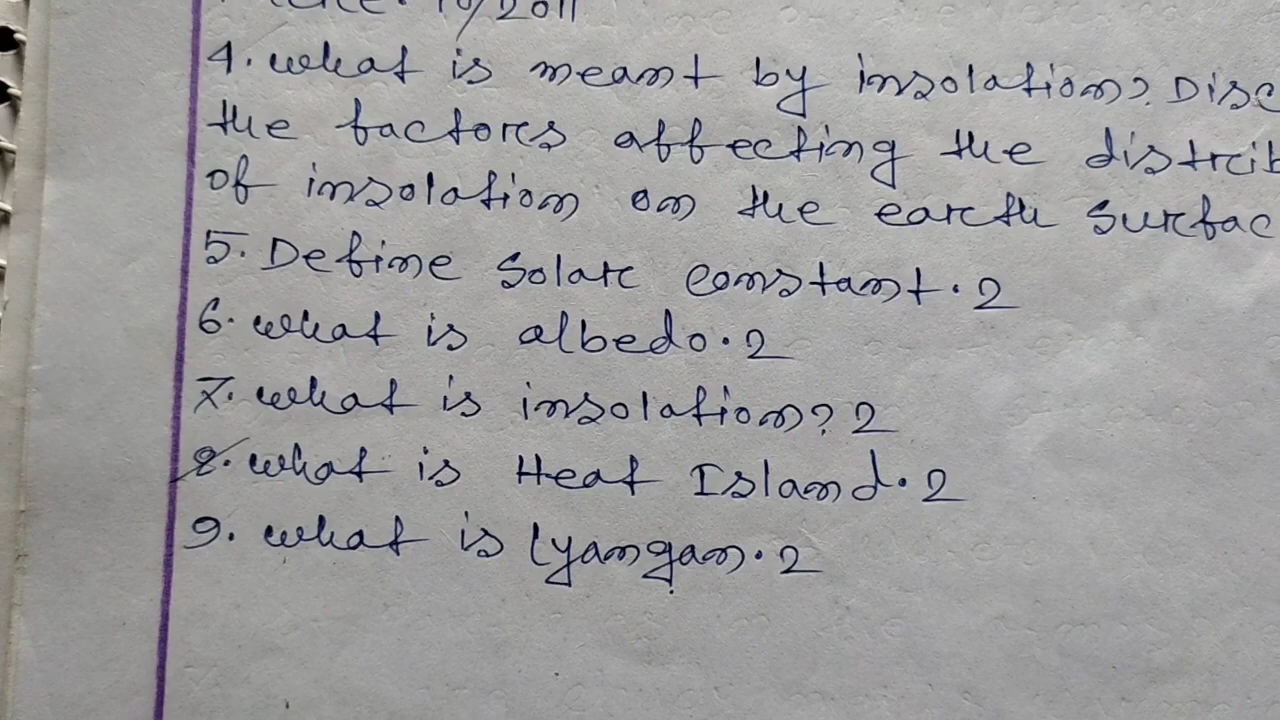 10/2011
4. what is meant by insolation? Disc
the factors affecting the distrib
of insolation on the earth surfac
5. Define Solar constant. 2
6. what is albedo. 2
7. what is insolation? 2
8. what is Heat Island. 2
9. what is lyangan. 2